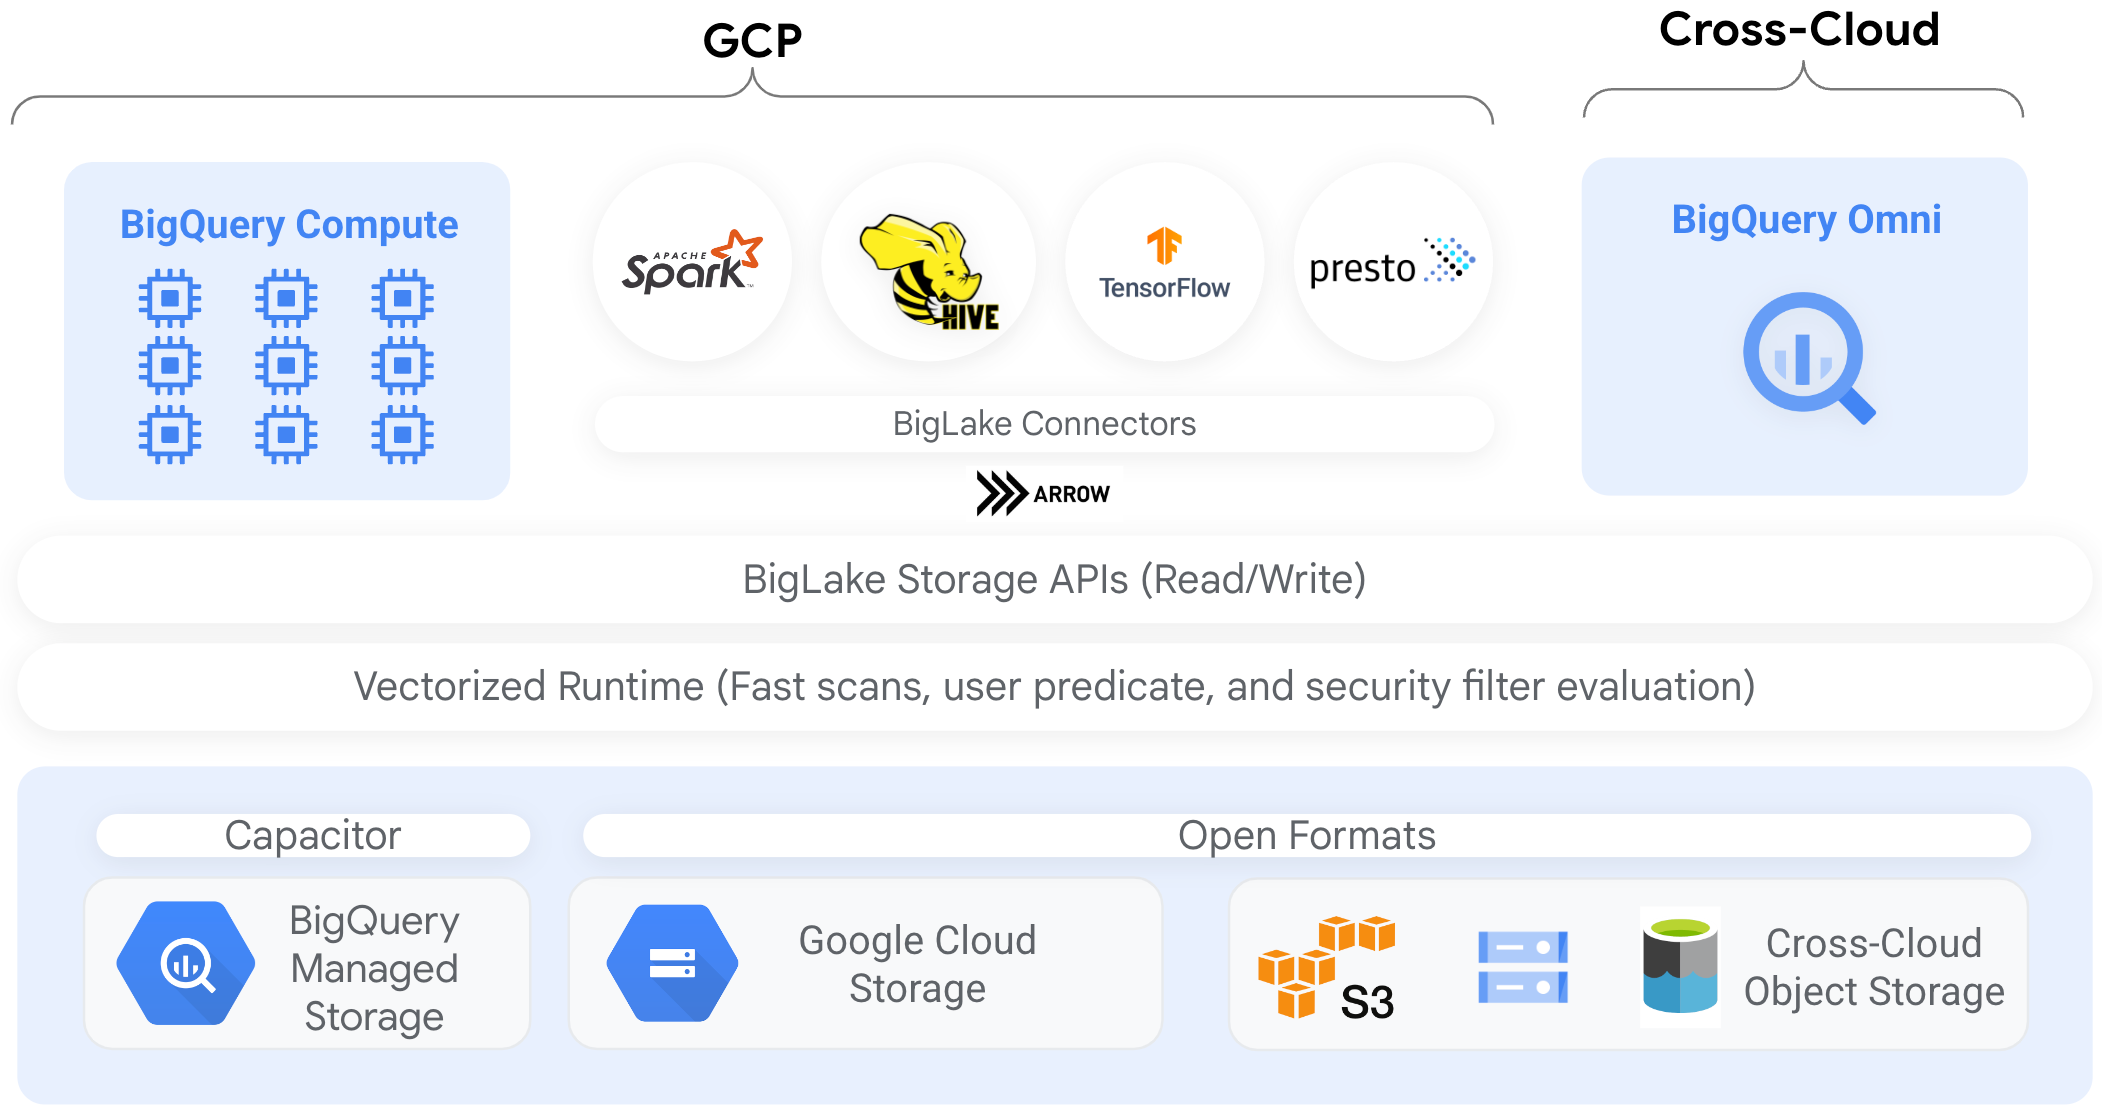 GCP
Cross-Cloud
BigQuery Compute
APACHE
Spark™
HIVE
TensorFlow
presto
BigQuery Omni
BigLake Connectors
ARROW
BigLake Storage APIs (Read/Write)
Vectorized Runtime (Fast scans, user predicate, and security filter evaluation)
Capacitor
Open Formats
BigQuery
Managed
Storage
Google Cloud
Storage
S3
Cross-Cloud
Object Storage